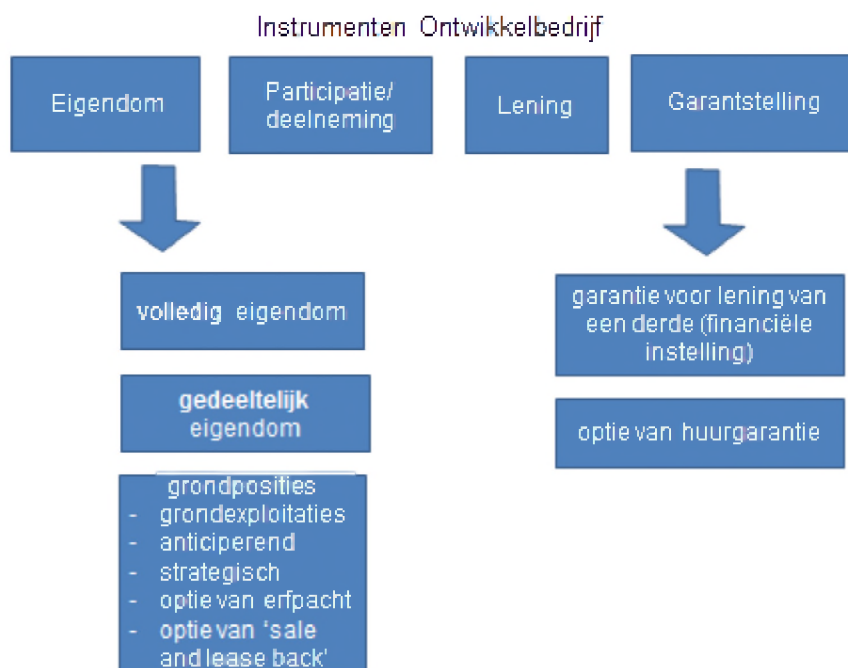 Instrumenten Ontwikkelbedrijf
Eigendom
Participatie/
deelneming
Lening
Garantstelling
volledig eigendom
gedeeltelijk
eigendom
grondposities
- grondexploitaties
- anticiperend
- strategisch
- optie van erfpacht
- optie van ‘sale
and lease back’
garantie voor lening van
een derde (financiële
instelling)
optie van huurgarantie